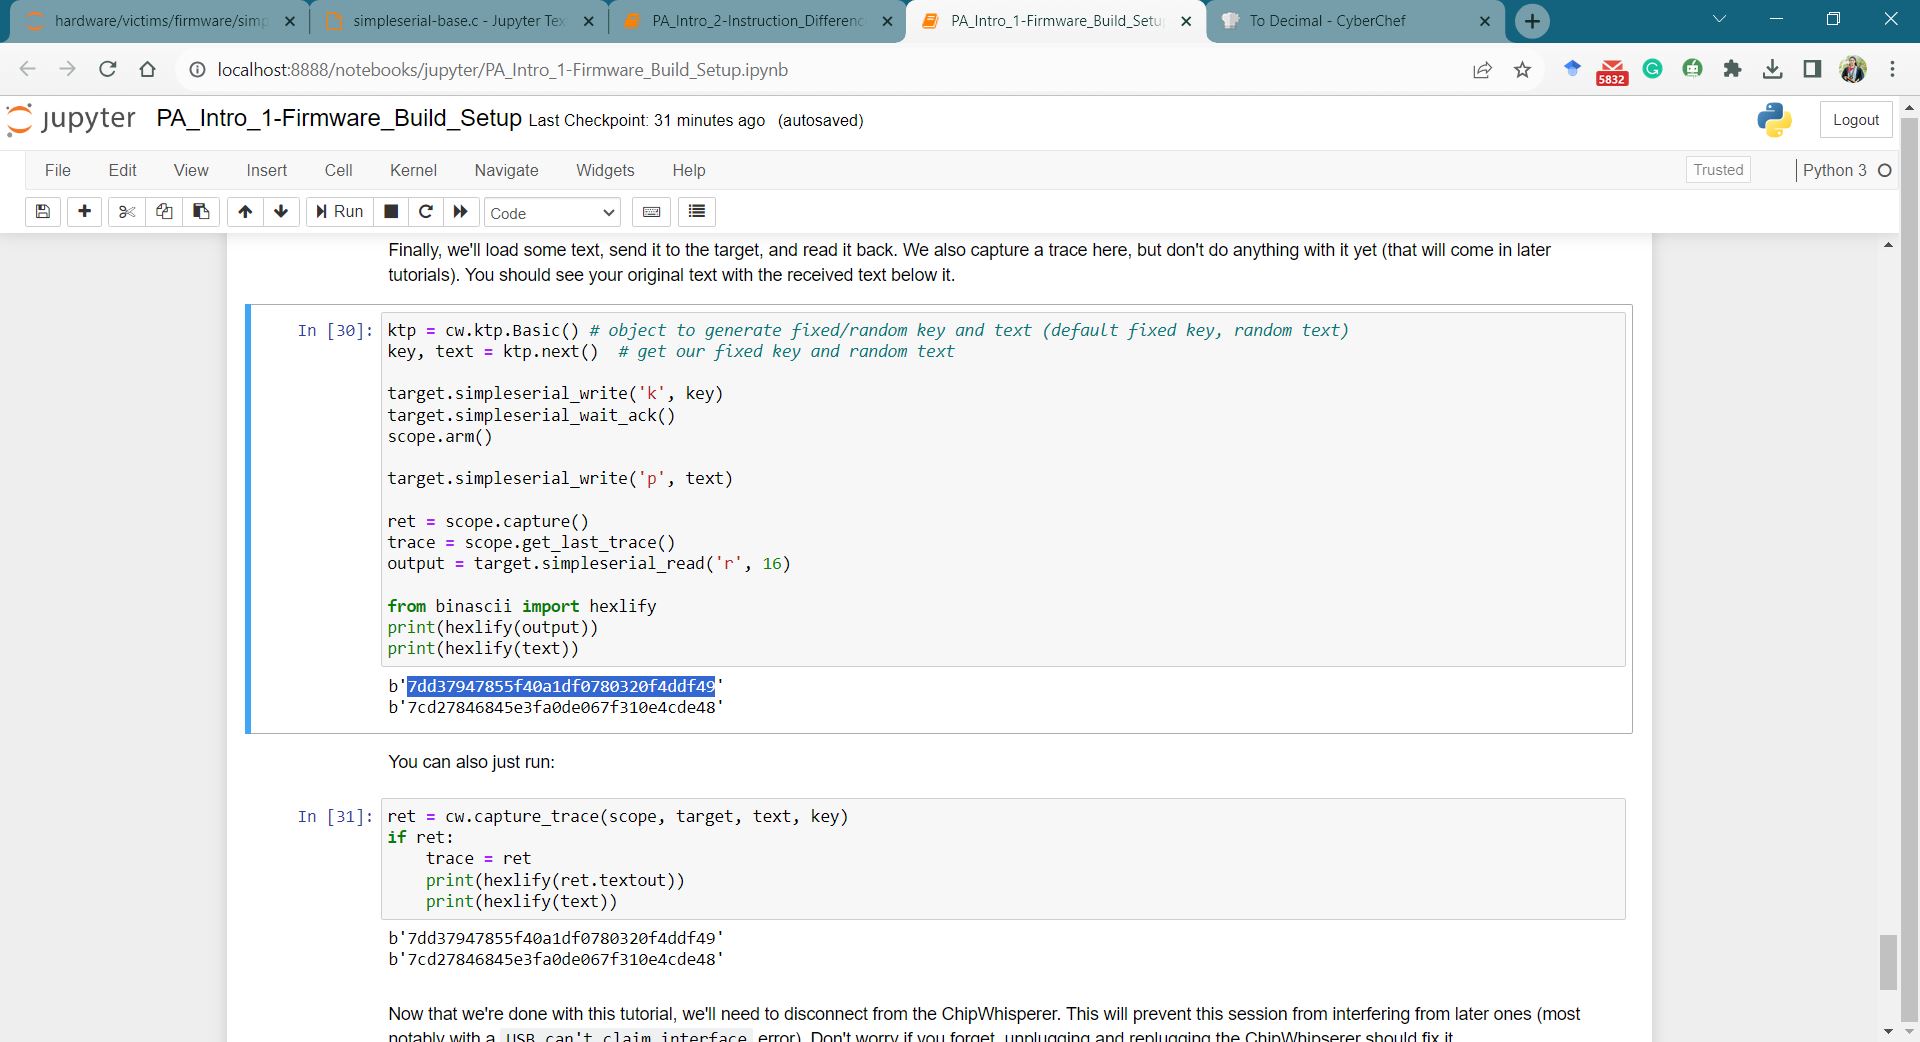 hardware/victims/firmware/simp
simpleserial-base.c - Jupyter Tex
PA_Intro_2-Instruction_Differenc
PA_Intro_1-Firmware_Build_Setup
To Decimal - CyberChef
localhost:8888/notebooks/jupyter/PA_Intro_1-Firmware_Build_Setup.ipynb
5832
jupyter PA_Intro_1-Firmware_Build_Setup Last Checkpoint: 31 minutes ago (autosaved)
Logout
File Edit View Insert Cell Kernel Navigate Widgets Help
Trusted Python 3
Run Code
Finally, we'll load some text, send it to the target, and read it back. We also capture a trace here, but don't do anything with it yet (that will come in later
tutorials). You should see your original text with the received text below it.
In [30]: ktp = cw.ktp.Basic() # object to generate fixed/random key and text (default fixed key, random text)
key, text = ktp.next()  # get our fixed key and random text
target.simpleserial_write('k', key)
target.simpleserial_wait_ack()
scope.arm()
target.simpleserial_write('p', text)
ret = scope.capture()
trace = scope.get_last_trace()
output = target.simpleserial_read('r', 16)
from binascii import hexlify
print(hexlify(output))
print(hexlify(text))
b'7dd37947855f40a1df0780320f4ddf49'
b'7cd27846845e3fa0de067f310e4cde48'
You can also just run:
In [31]: ret = cw.capture_trace(scope, target, text, key)
if ret:
    trace = ret
    print(hexlify(ret.textout))
    print(hexlify(text))
b'7dd37947855f40a1df0780320f4ddf49'
b'7cd27846845e3fa0de067f310e4cde48'
Now that we're done with this tutorial, we'll need to disconnect from the ChipWhisperer. This will prevent this session from interfering from later ones (most
notably with a USB can't claim interface error). Don't worry if you forget, unplugging and replugging the ChipWhipserer should fix it.